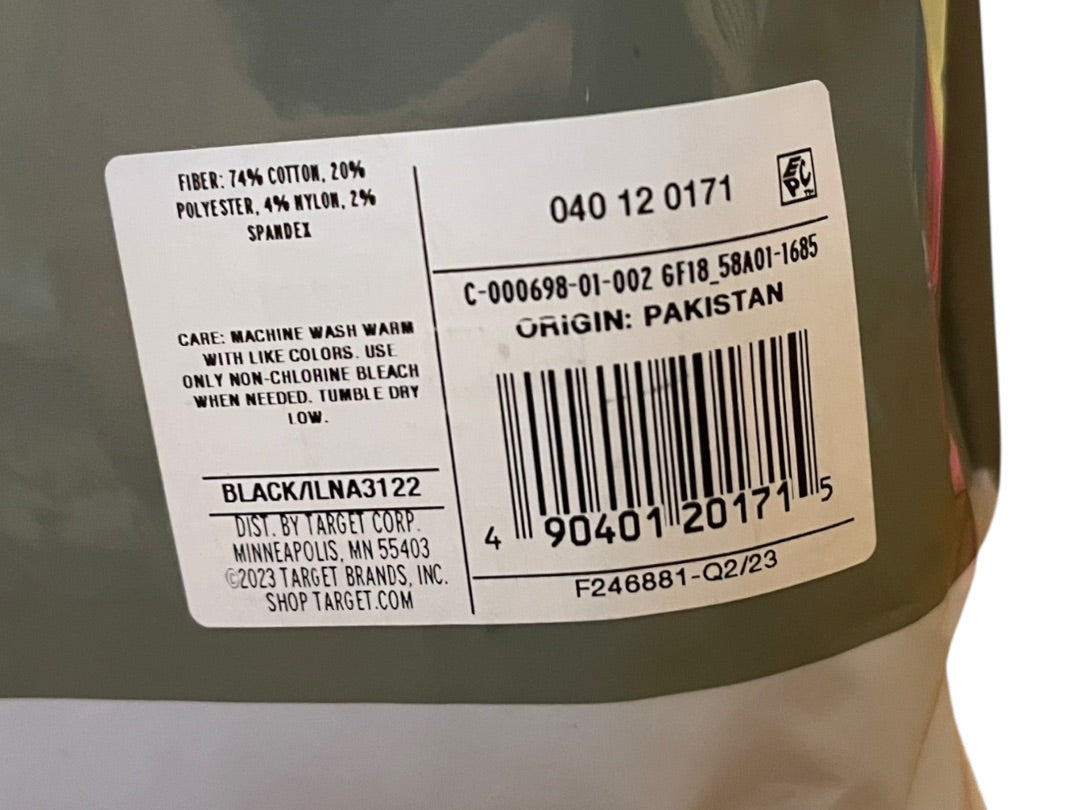 FIBER: 74% COTTON, 20%
POLYESTER, 4% NYLON, 2%
SPANDEX
CARE: MACHINE WASH WARM
WITH LIKE COLORS. USE
ONLY NON-CHLORINE BLEACH
WHEN NEEDED. TUMBLE DRY
LOW.
BLACK/ILNA3122
DIST. BY TARGET CORP.
MINNEAPOLIS, MN 55403
©2023 TARGET BRANDS, INC.
SHOP TARGET.COM
040 12 0171
EPC
C-000698-01-002 GF18_58A01-1685
ORIGIN: PAKISTAN
4 90401 20171 5
F246881-Q2/23